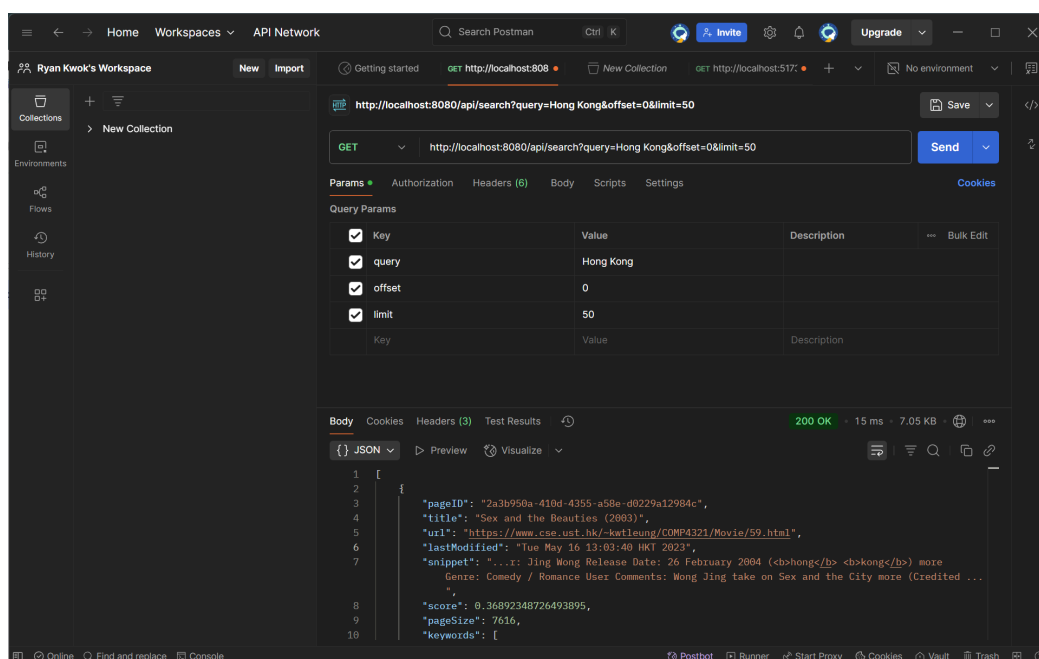 Home Workspaces API Network Search Postman Ctrl K Invite Upgrade
Ryan Kwok's Workspace New Import Getting started GET http://localhost:808 New Collection GET http://localhost:517 No environment
Collections
Environments
Flows
History
New Collection
HTTP http://localhost:8080/api/search?query=Hong Kong&offset=0&limit=50 Save
GET http://localhost:8080/api/search?query=Hong Kong&offset=0&limit=50 Send
Params Authorization Headers (6) Body Scripts Settings Cookies
Query Params
Key Value Description Bulk Edit
query Hong Kong
offset 0
limit 50
Key Value Description
Body Cookies Headers (3) Test Results 200 OK 15 ms 7.05 KB
{} JSON Preview Visualize
1 [
2 {
3 "pageID": "2a3b950a-410d-4355-a58e-d0229a12984c",
4 "title": "Sex and the Beauties (2003)",
5 "url": "https://www.cse.ust.hk/~kwtleung/COMP4321/Movie/59.html",
6 "lastModified": "Tue May 16 13:03:40 HKT 2023",
7 "snippet": "...r: Jing Wong Release Date: 26 February 2004 (<b>hong</b> <b>kong</b>) more
Genre: Comedy / Romance User Comments: Wong Jing take on Sex and the City more (Credited ...
",
8 "score": 0.36892348726493895,
9 "pageSize": 7616,
10 "keywords": [
Online Find and replace Console Postbot Runner Start Proxy Cookies Vault Trash